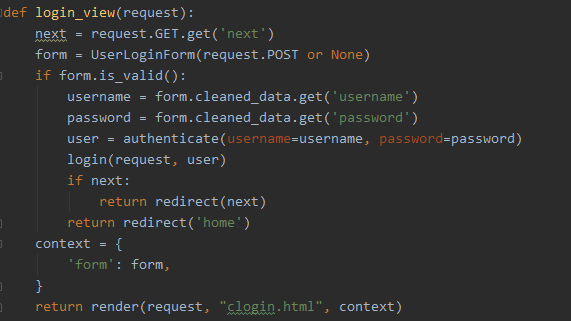 def login_view(request):
    next = request.GET.get('next')
    form = UserLoginForm(request.POST or None)
    if form.is_valid():
        username = form.cleaned_data.get('username')
        password = form.cleaned_data.get('password')
        user = authenticate(username=username, password=password)
        login(request, user)
        if next:
            return redirect(next)
        return redirect('home')
    context = {
        'form': form,
    }
    return render(request, "clogin.html", context)